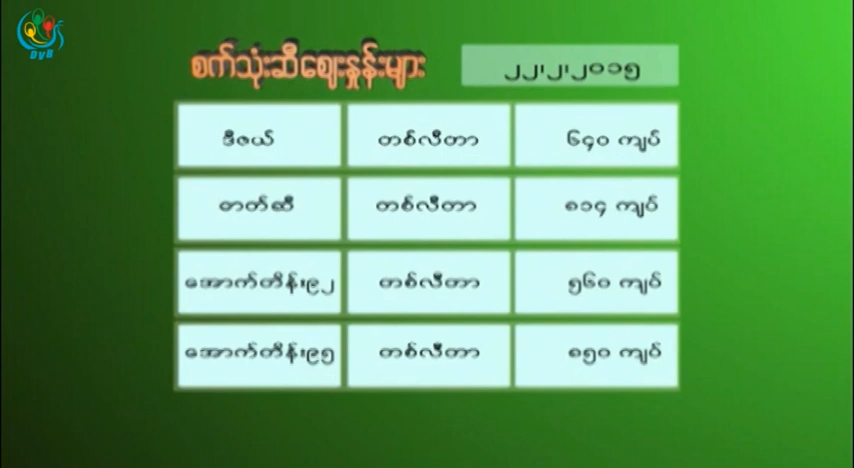 DVB
စက်သုံးဆီဈေးနှုန်းများ ၂၂၊၂၊၂၀၁၅
ဒီဇယ် တစ်လီတာ ၆၄၀ ကျပ်
ဓာတ်ဆီ တစ်လီတာ ၈၁၄ ကျပ်
အောက်တိန်း၉၂ တစ်လီတာ ၅၆၀ ကျပ်
အောက်တိန်း၉၅ တစ်လီတာ ၈၅၀ ကျပ်